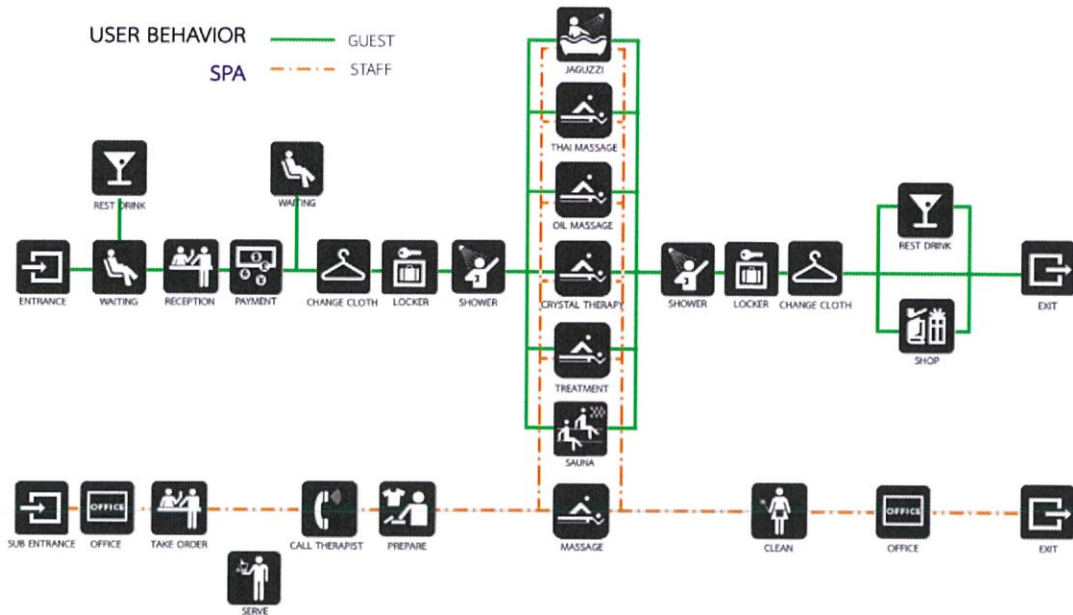 USER BEHAVIOR
GUEST
SPA
STAFF
JAGUZZI
THAI MASSAGE
REST DRINK
WAITING
OIL MASSAGE
REST DRINK
ENTRANCE
WAITING
RECEPTION
PAYMENT
CHANGE CLOTH
LOCKER
SHOWER
CRYSTAL THERAPY
SHOWER
LOCKER
CHANGE CLOTH
EXIT
SHOP
TREATMENT
SAUNA
OFFICE
OFFICE
SUB ENTRANCE
OFFICE
TAKE ORDER
CALL THERAPIST
PREPARE
MASSAGE
CLEAN
OFFICE
EXIT
SERVE